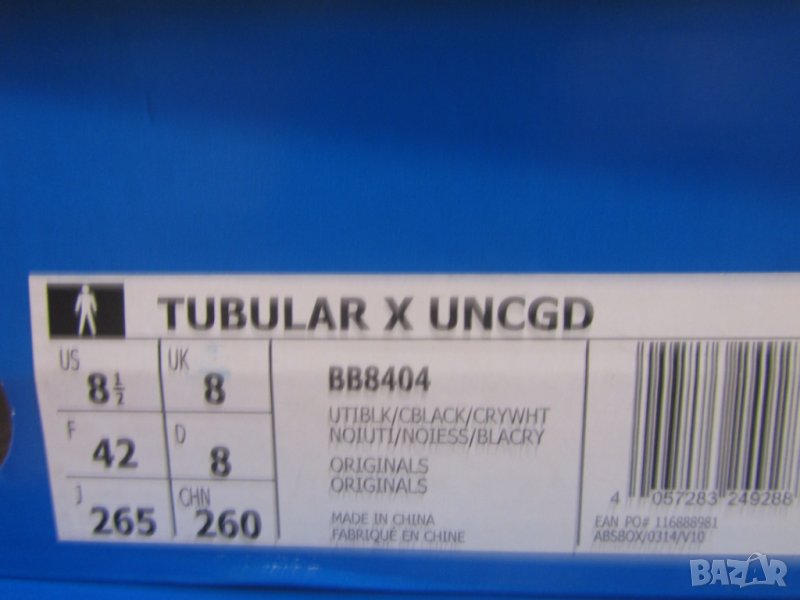 TUBULAR X UNCGD
US 8½ UK 8
F 42 D 8
J 265 CHN 260
BB8404
UTIBLK/CBLACK/CRYWHT
NOIUTI/NOIESS/BLACRY
ORIGINALS
ORIGINALS
MADE IN CHINA
FABRIQUÉ EN CHINE
4 057283 249288
EAN PO# 116888981
ABSBOX/0314/V10
BAZAR